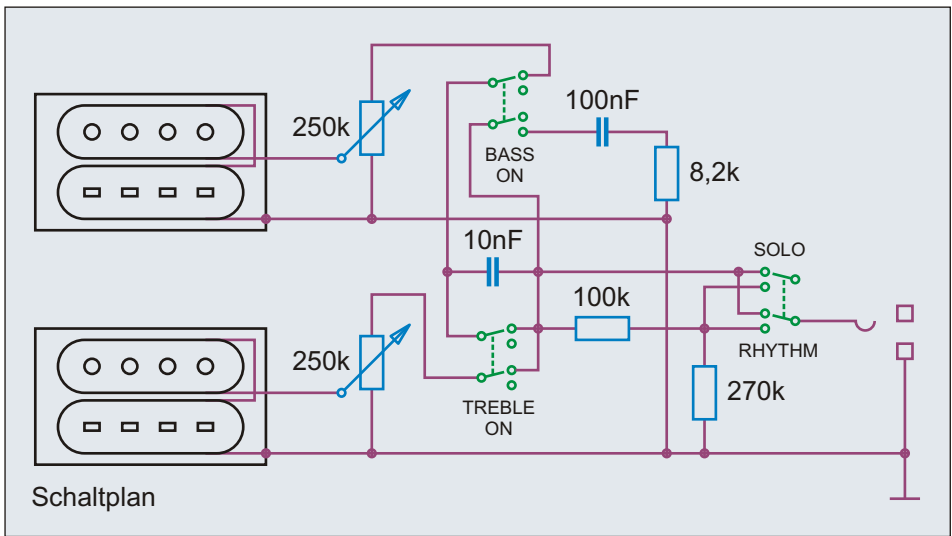 250k
BASS
ON
100nF
8,2k
10nF
SOLO
100k
RHYTHM
250k
TREBLE
ON
270k
Schaltplan